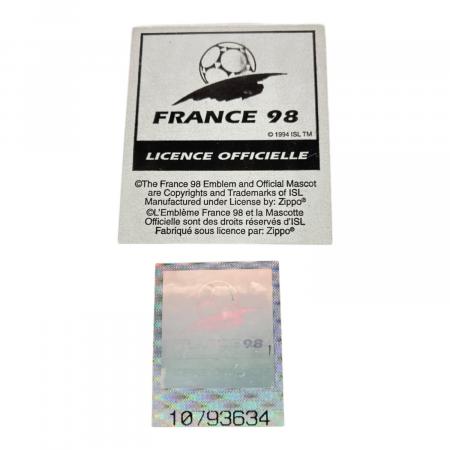 FRANCE 98
© 1994 ISL TM
LICENCE OFFICIELLE
©The France 98 Emblem and Official Mascot
are Copyrights and Trademarks of ISL
Manufactured under License by: Zippo®
©L'Emblème France 98 et la Mascotte
Officielle sont des droits réservés d'ISL
Fabriqué sous licence par: Zippo®
FRANCE 98
10793634